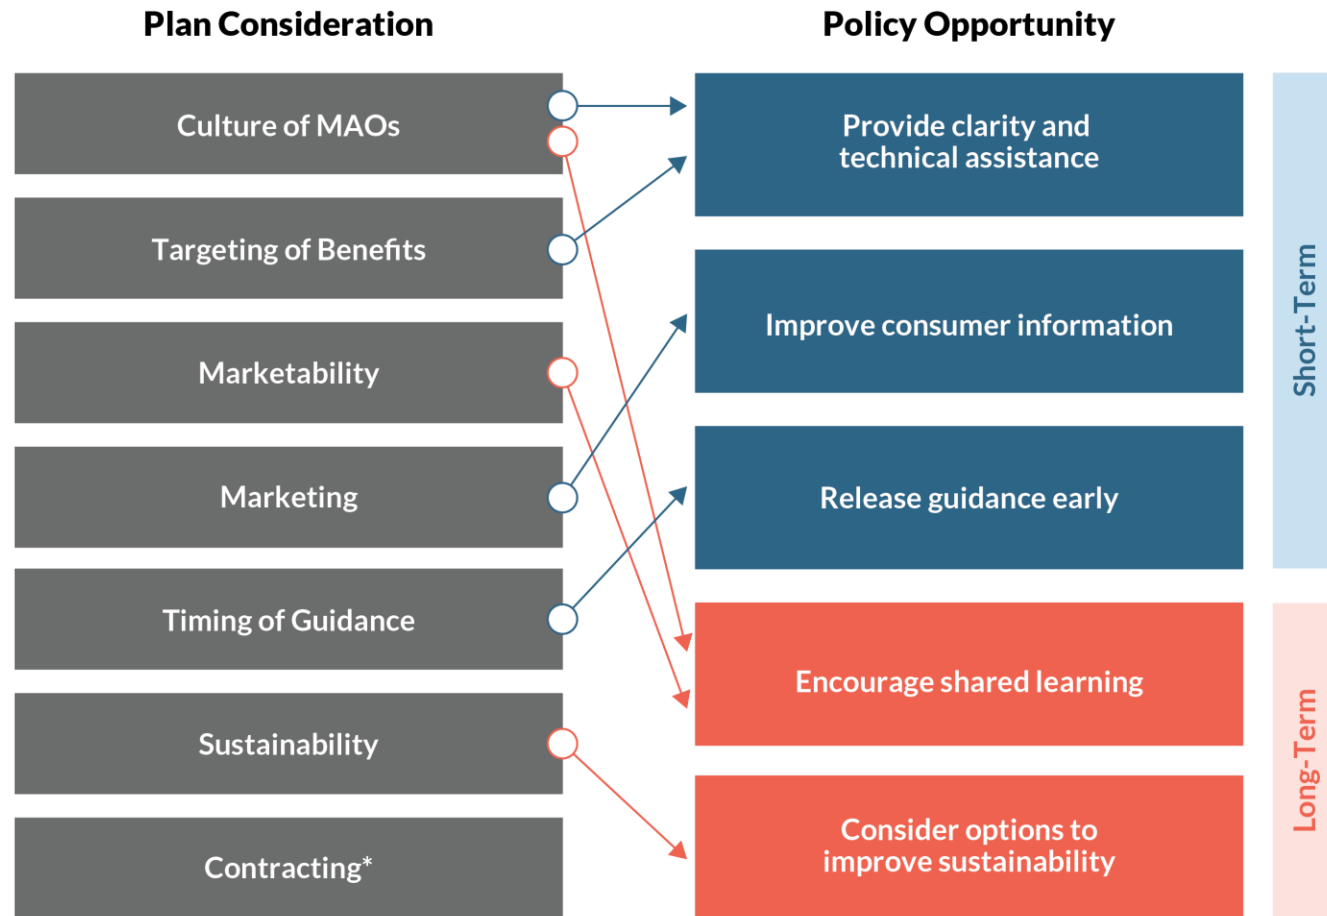 Plan Consideration
Policy Opportunity
Culture of MAOs
Targeting of Benefits
Marketability
Marketing
Timing of Guidance
Sustainability
Contracting*
Provide clarity and
technical assistance
Improve consumer information
Release guidance early
Encourage shared learning
Consider options to
improve sustainability
Short-Term
Long-Term